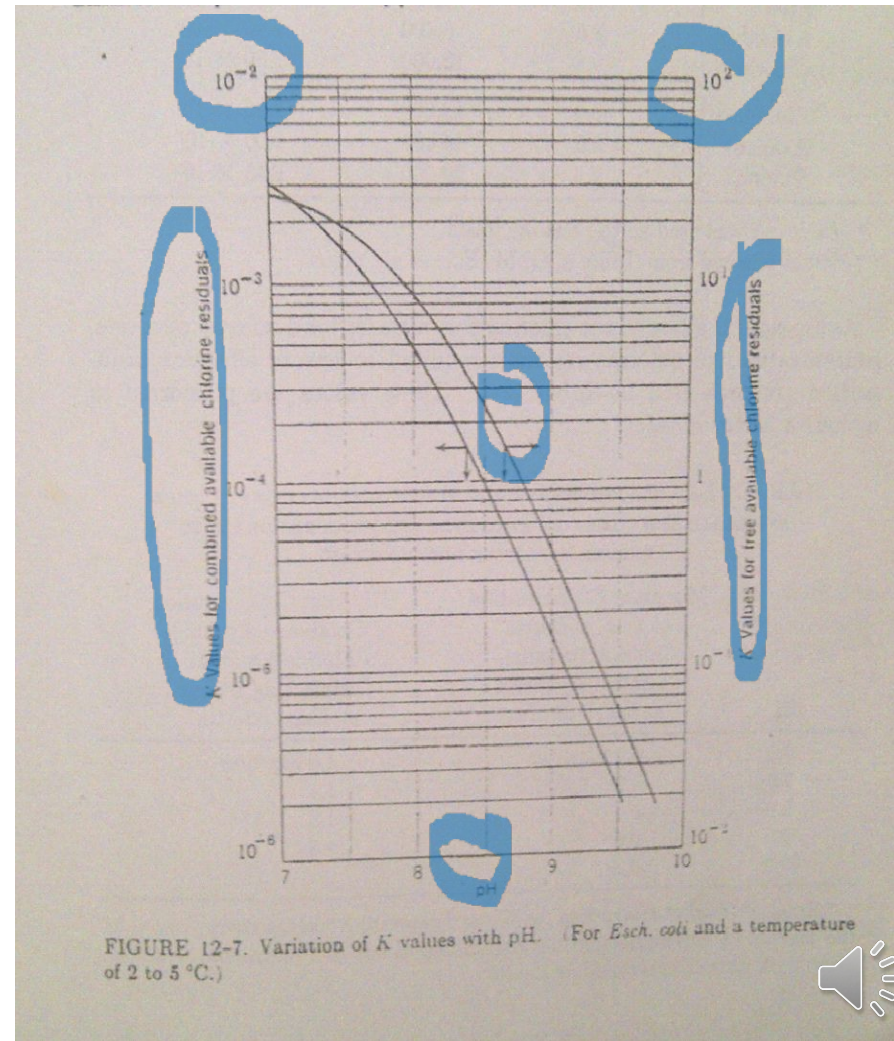 10⁻²
10²
10⁻³
10¹
10⁻⁴
1
10⁻⁵
10⁻⁶
7
8
9
10
pH
K Values for combined available chlorine residuals
K Values for free available chlorine residuals
FIGURE 12-7. Variation of K values with pH. (For Esch. coli and a temperature
of 2 to 5 °C.)